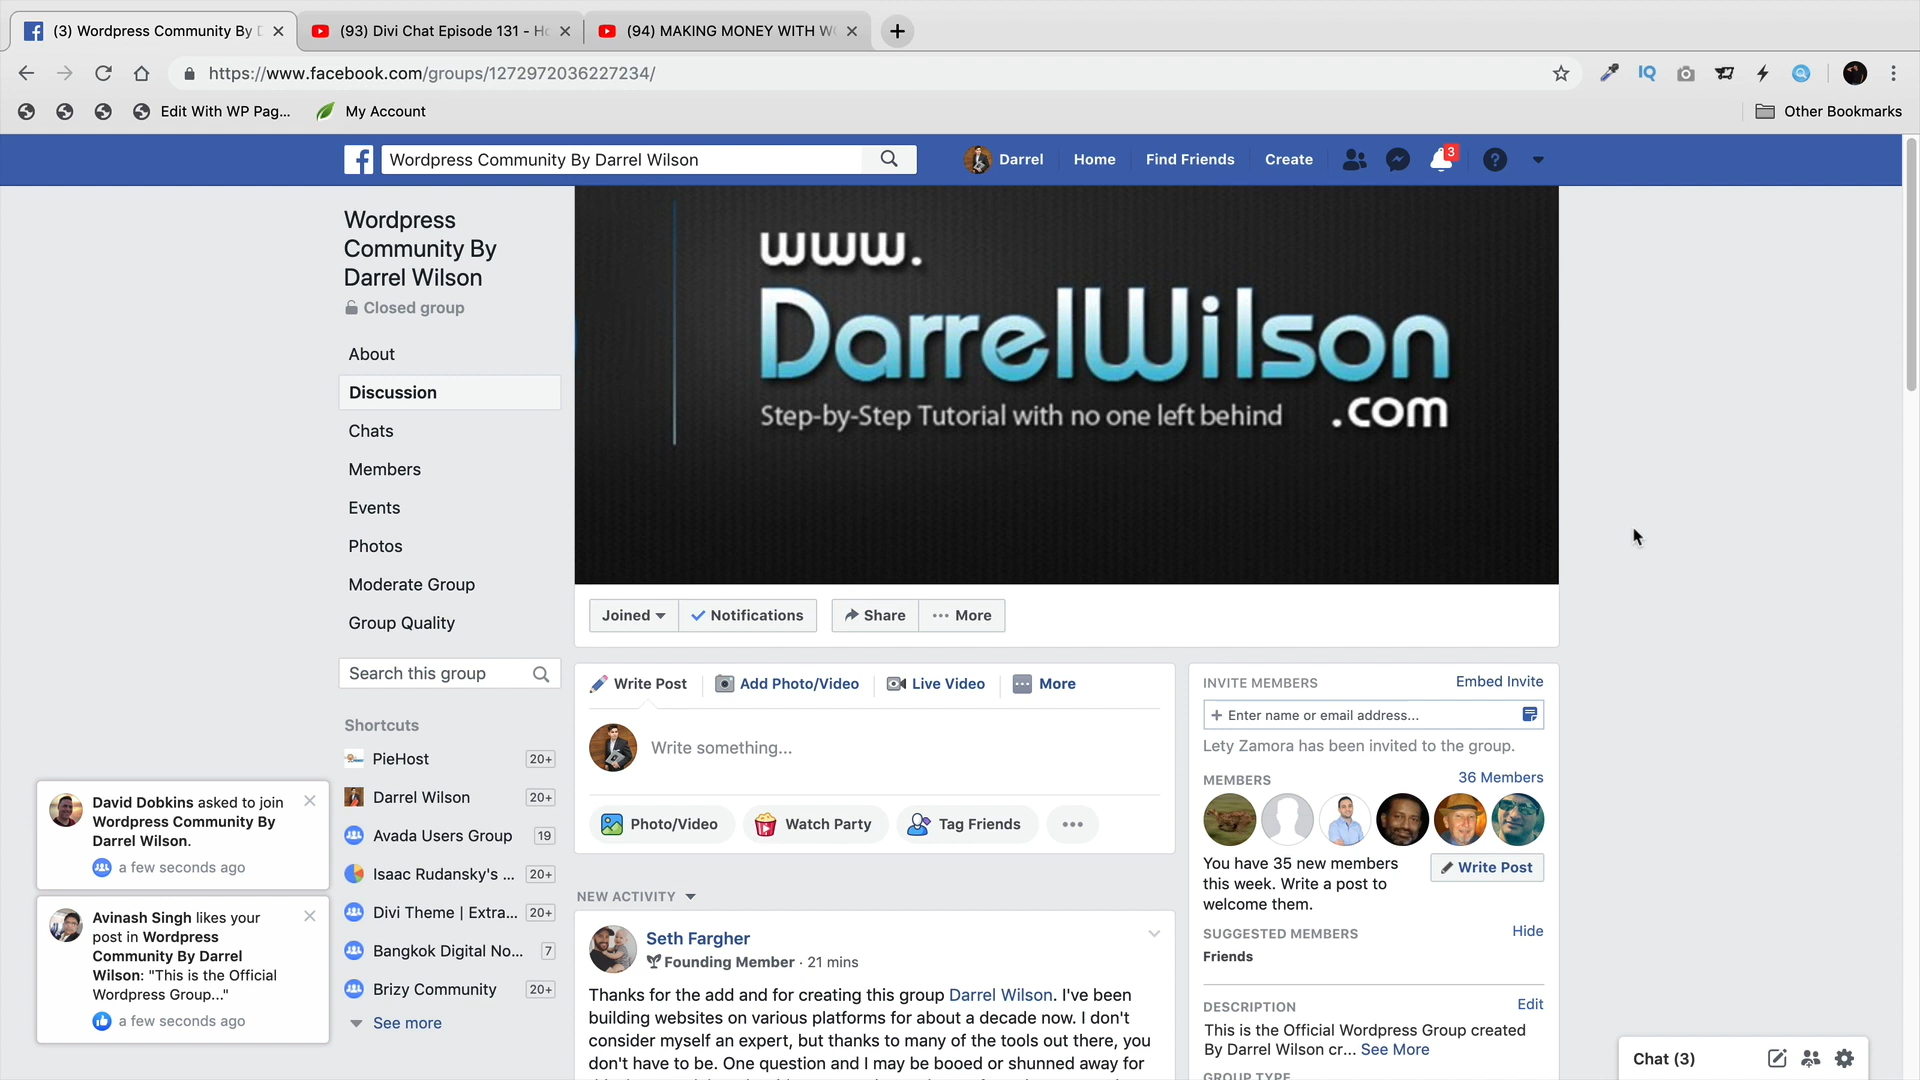 (3) Wordpress Community By
(93) Divi Chat Episode 131 - Ho
(94) MAKING MONEY WITH WO
https://www.facebook.com/groups/1272972036227234/
IQ
Edit With WP Pag...
My Account
Other Bookmarks
Wordpress Community By Darrel Wilson
Darrel
Home
Find Friends
Create
3
Wordpress
Community By
Darrel Wilson
Closed group
About
Discussion
Chats
Members
Events
Photos
Moderate Group
Group Quality
Search this group
Shortcuts
PieHost 20+
Darrel Wilson 20+
Avada Users Group 19
Isaac Rudansky's ... 20+
Divi Theme | Extra... 20+
Bangkok Digital No... 7
Brizy Community 20+
See more
David Dobkins asked to join
Wordpress Community By
Darrel Wilson.
a few seconds ago
Avinash Singh likes your
post in Wordpress
Community By Darrel
Wilson: "This is the Official
Wordpress Group..."
a few seconds ago
www.
DarrelWilson
Step-by-Step Tutorial with no one left behind .com
Joined
Notifications
Share
More
Write Post
Add Photo/Video
Live Video
More
Write something...
Photo/Video
Watch Party
Tag Friends
NEW ACTIVITY
Seth Fargher
Founding Member · 21 mins
Thanks for the add and for creating this group Darrel Wilson. I've been
building websites on various platforms for about a decade now. I don't
consider myself an expert, but thanks to many of the tools out there, you
don't have to be. One question and I may be booed or shunned away for
INVITE MEMBERS
Embed Invite
+ Enter name or email address...
Lety Zamora has been invited to the group.
MEMBERS
36 Members
You have 35 new members
this week. Write a post to
welcome them.
Write Post
SUGGESTED MEMBERS
Hide
Friends
DESCRIPTION
Edit
This is the Official Wordpress Group created
By Darrel Wilson cr... See More
GROUP TYPE
Chat (3)